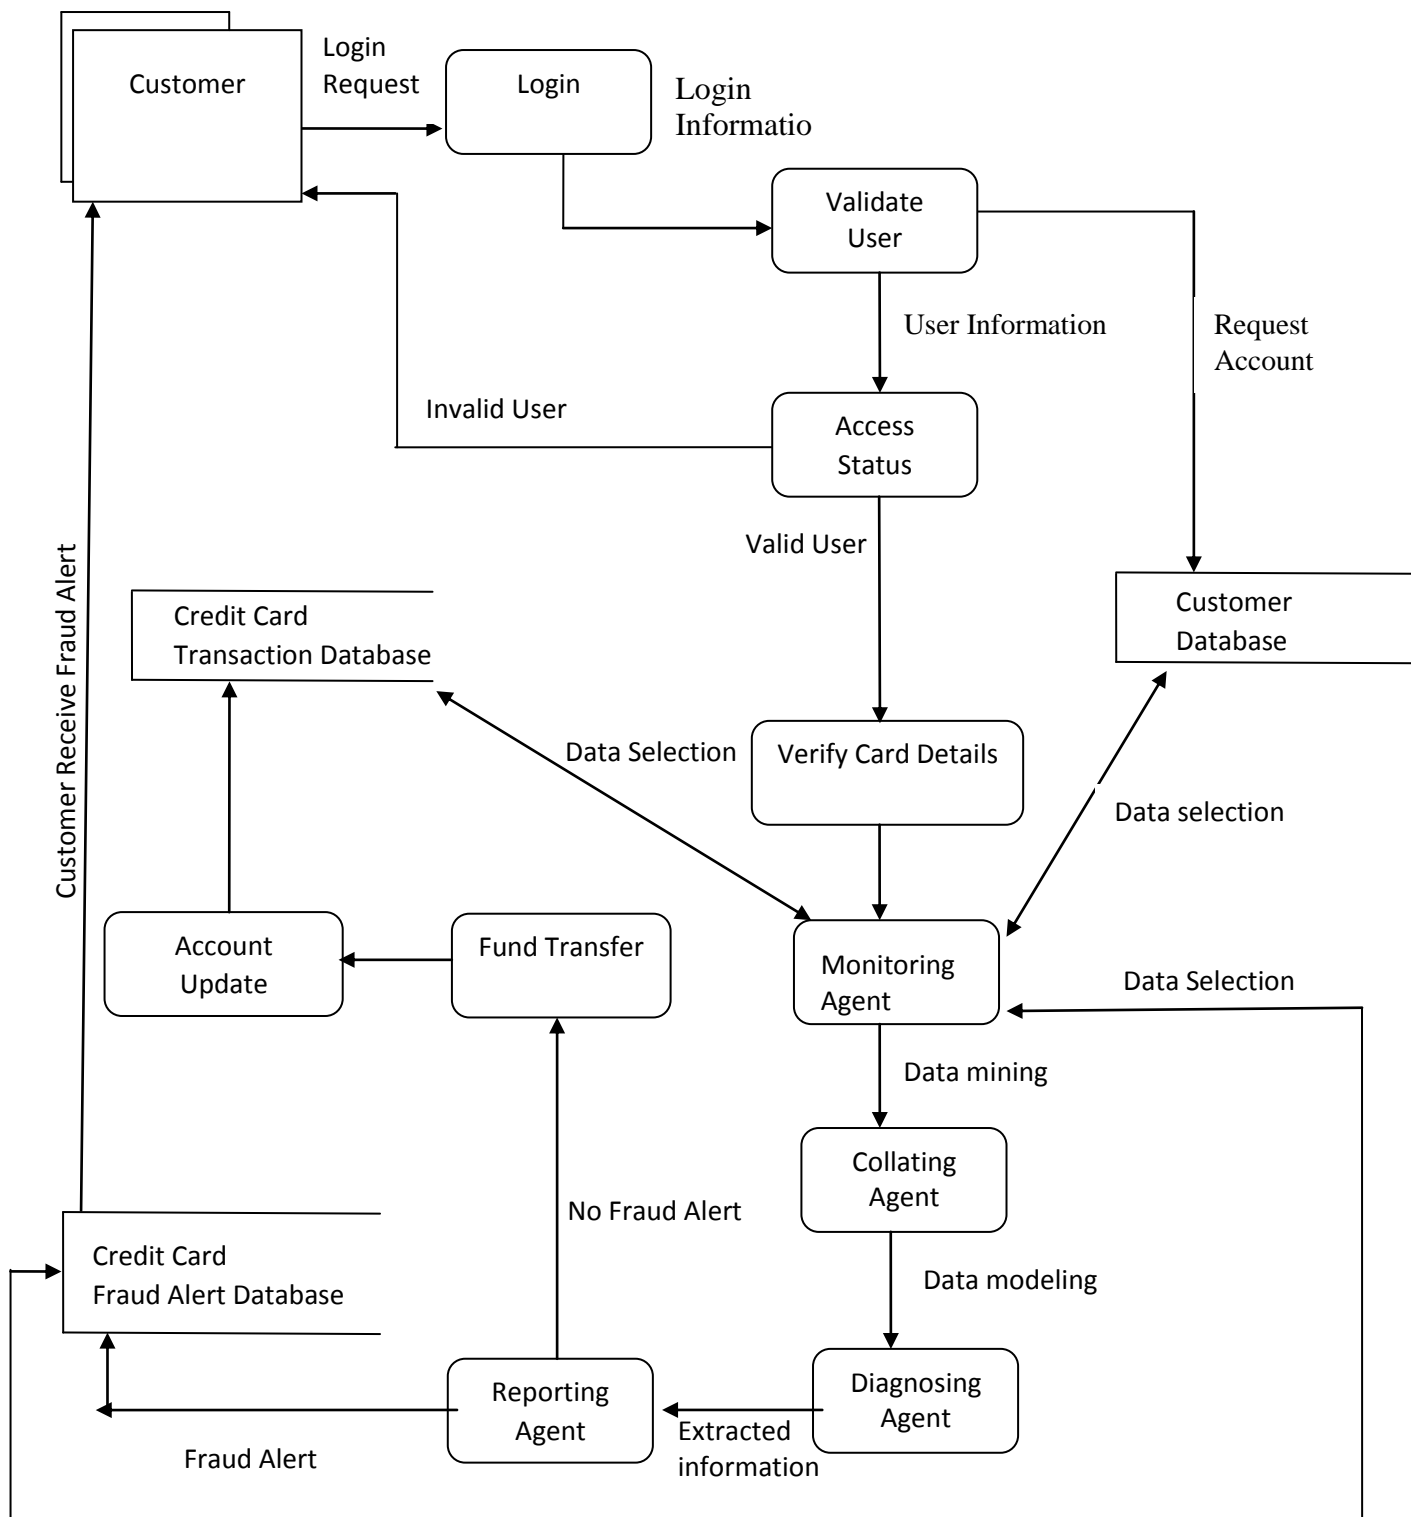 Customer
Login
Request
Login
Login
Informatio
Validate
User
User Information
Request
Account
Invalid User
Access
Status
Valid User
Customer Receive Fraud Alert
Credit Card
Transaction Database
Customer
Database
Data Selection
Verify Card Details
Data selection
Account
Update
Fund Transfer
Monitoring
Agent
Data Selection
Data mining
Collating
Agent
No Fraud Alert
Credit Card
Fraud Alert Database
Data modeling
Reporting
Agent
Diagnosing
Agent
Extracted
information
Fraud Alert